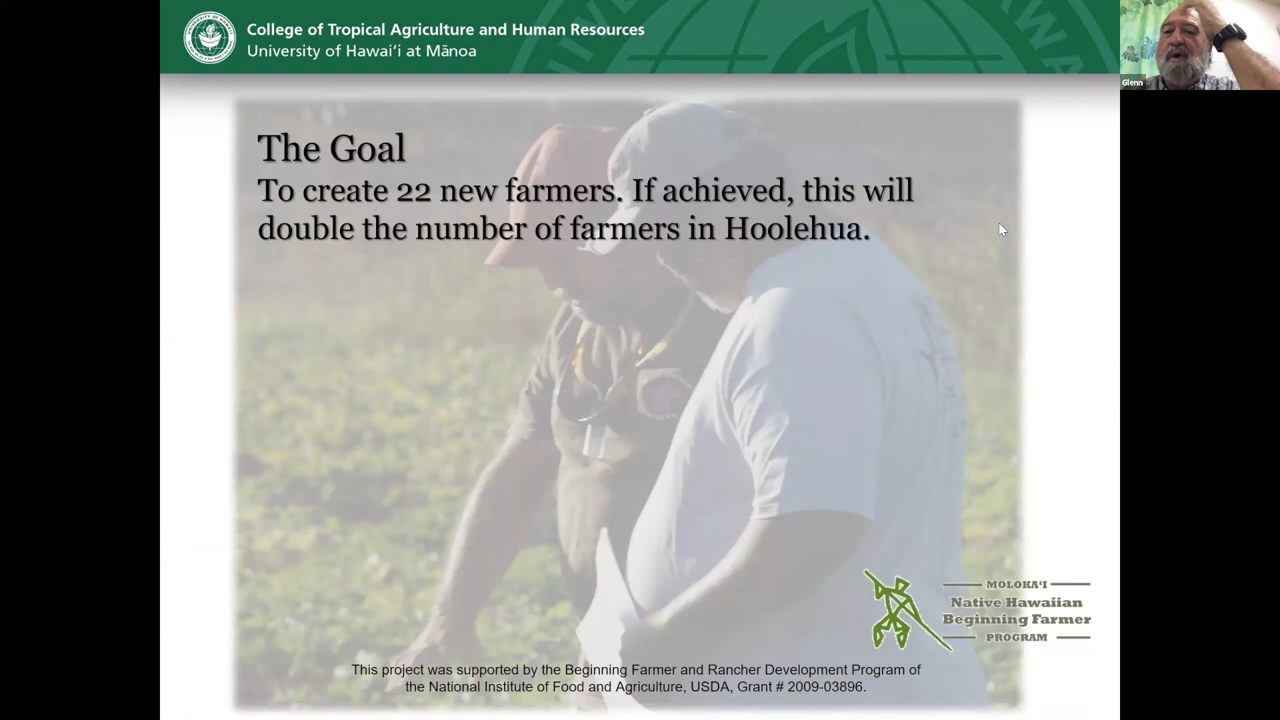 College of Tropical Agriculture and Human Resources
University of Hawai‘i at Mānoa
Glenn
The Goal
To create 22 new farmers. If achieved, this will
double the number of farmers in Hoolehua.
MOLOKA‘I
Native Hawaiian
Beginning Farmer
PROGRAM
This project was supported by the Beginning Farmer and Rancher Development Program of
the National Institute of Food and Agriculture, USDA, Grant # 2009-03896.